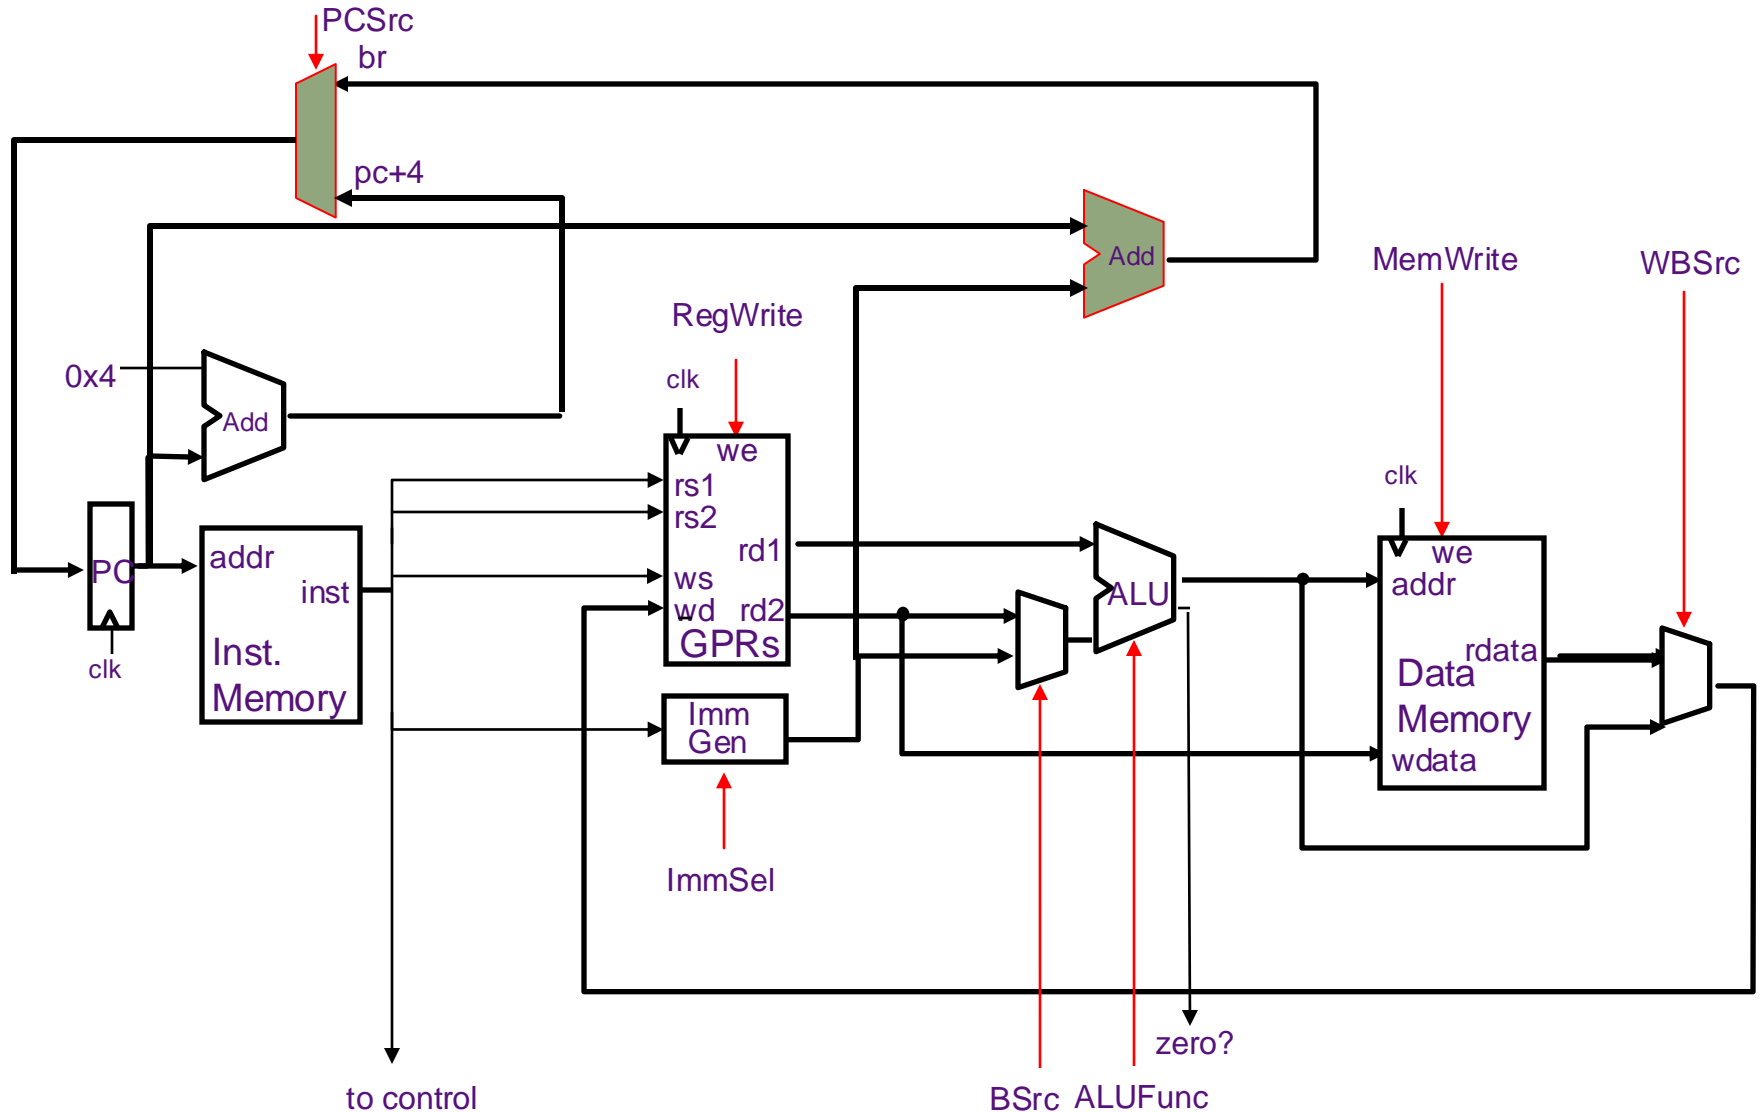 PCSrc
br
pc+4
Add
MemWrite
WBSrc
RegWrite
0x4
clk
Add
we
clk
rs1
rs2
rd1
we
addr
PC
addr
inst
ws
wd
rd2
ALU
GPRs
Inst.
Memory
clk
rdata
Data
Memory
wdata
Imm
Gen
ImmSel
zero?
to control
BSrc
ALUFunc